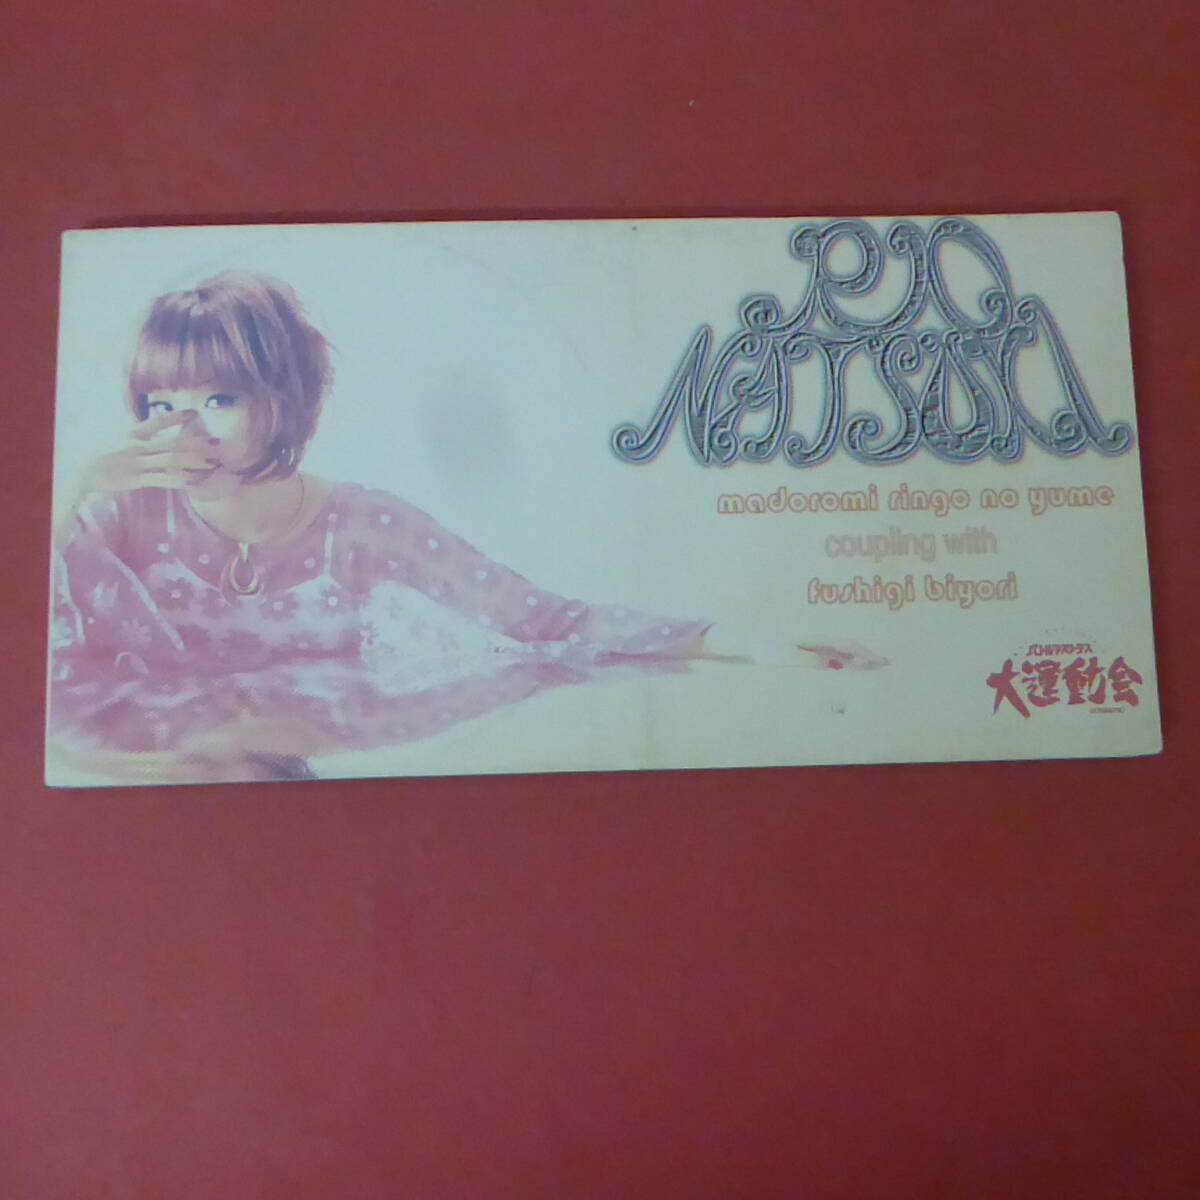 RIO
NATSUKI
madoromi ringo no yume
coupling with
fushigi biyori
バトルアスリーテス
大運動会